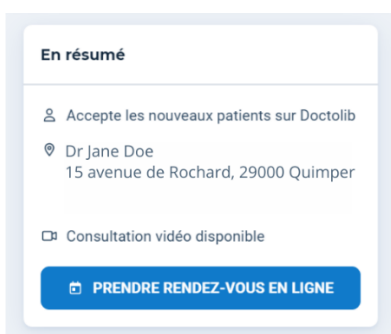 En résumé
Accepte les nouveaux patients sur Doctolib
Dr Jane Doe
15 avenue de Rochard, 29000 Quimper
Consultation vidéo disponible
PRENDRE RENDEZ-VOUS EN LIGNE